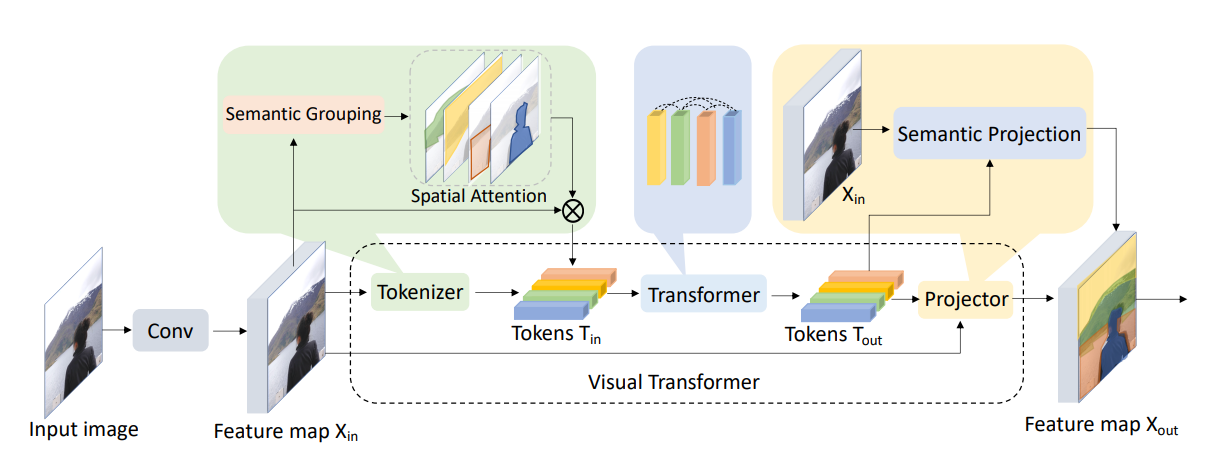 Semantic Grouping
Spatial Attention
X_in
Semantic Projection
Input image
Conv
Feature map X_in
Tokenizer
Tokens T_in
Transformer
Tokens T_out
Projector
Visual Transformer
Feature map X_out